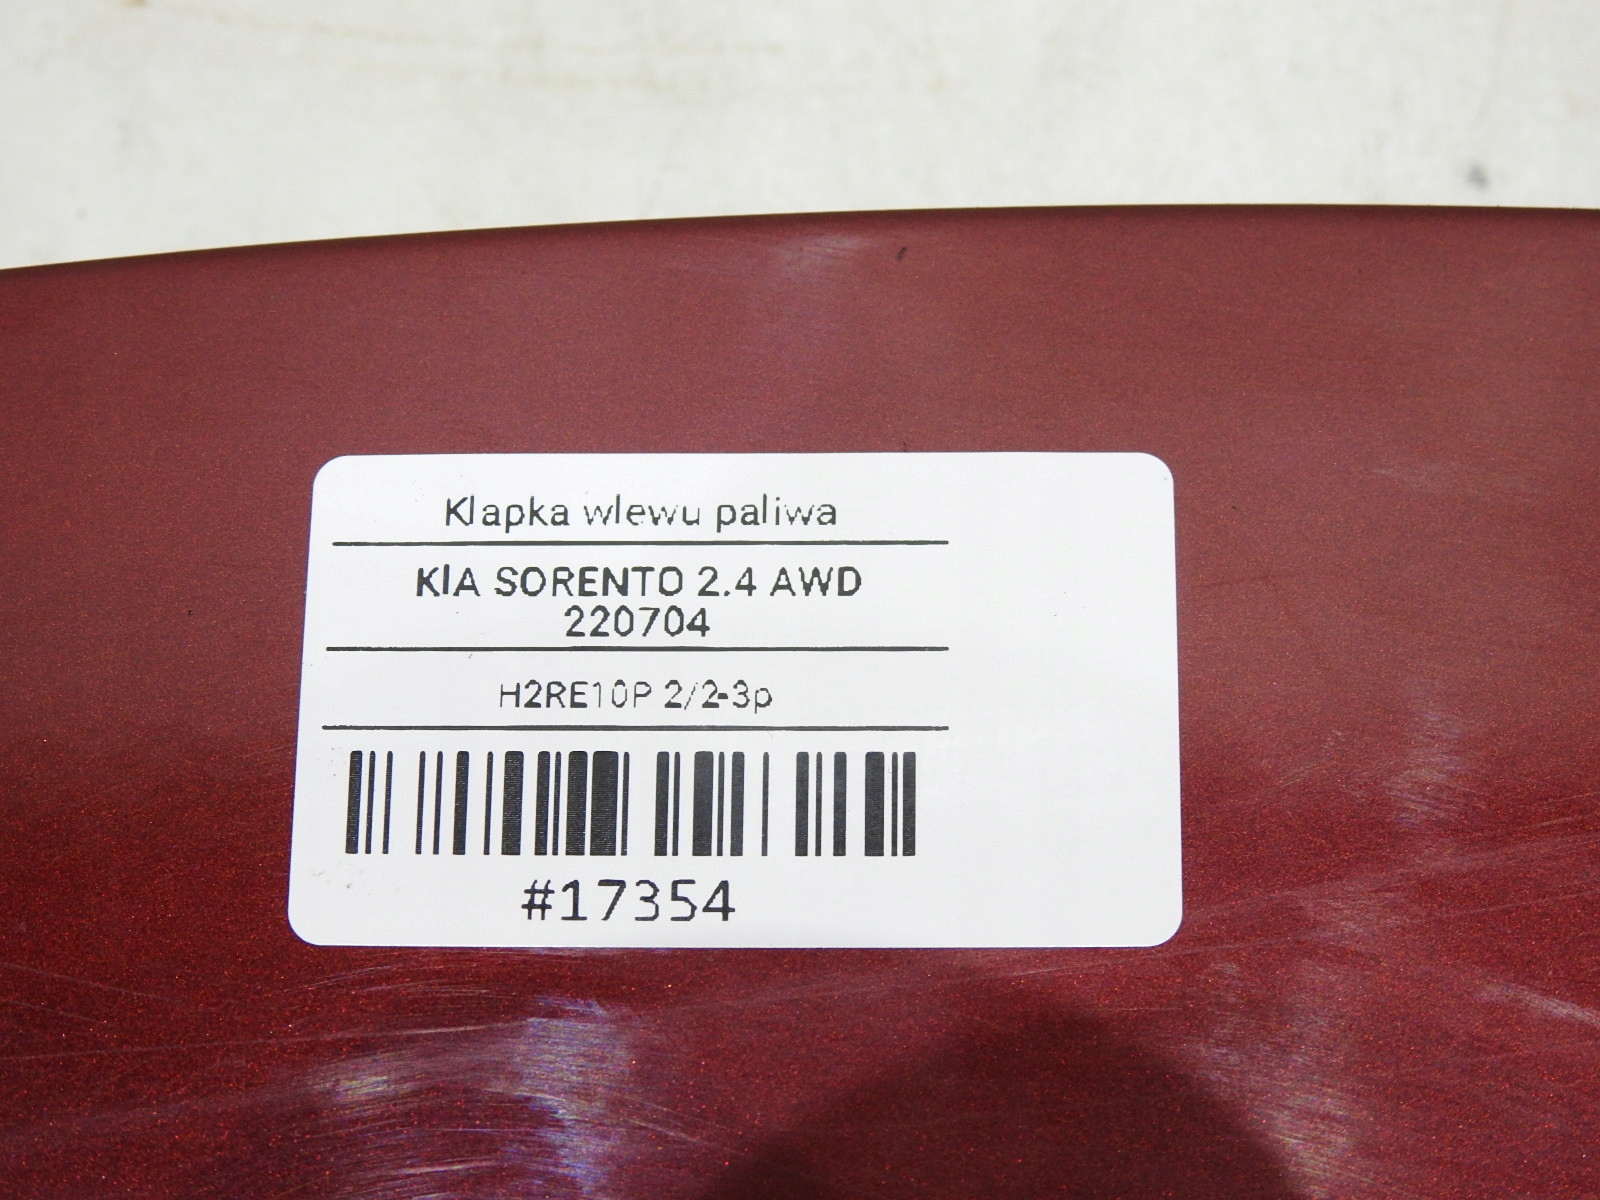 Klapka wlewu paliwa
KIA SORENTO 2.4 AWD
220704
H2RE10P 2/2-3p
#17354